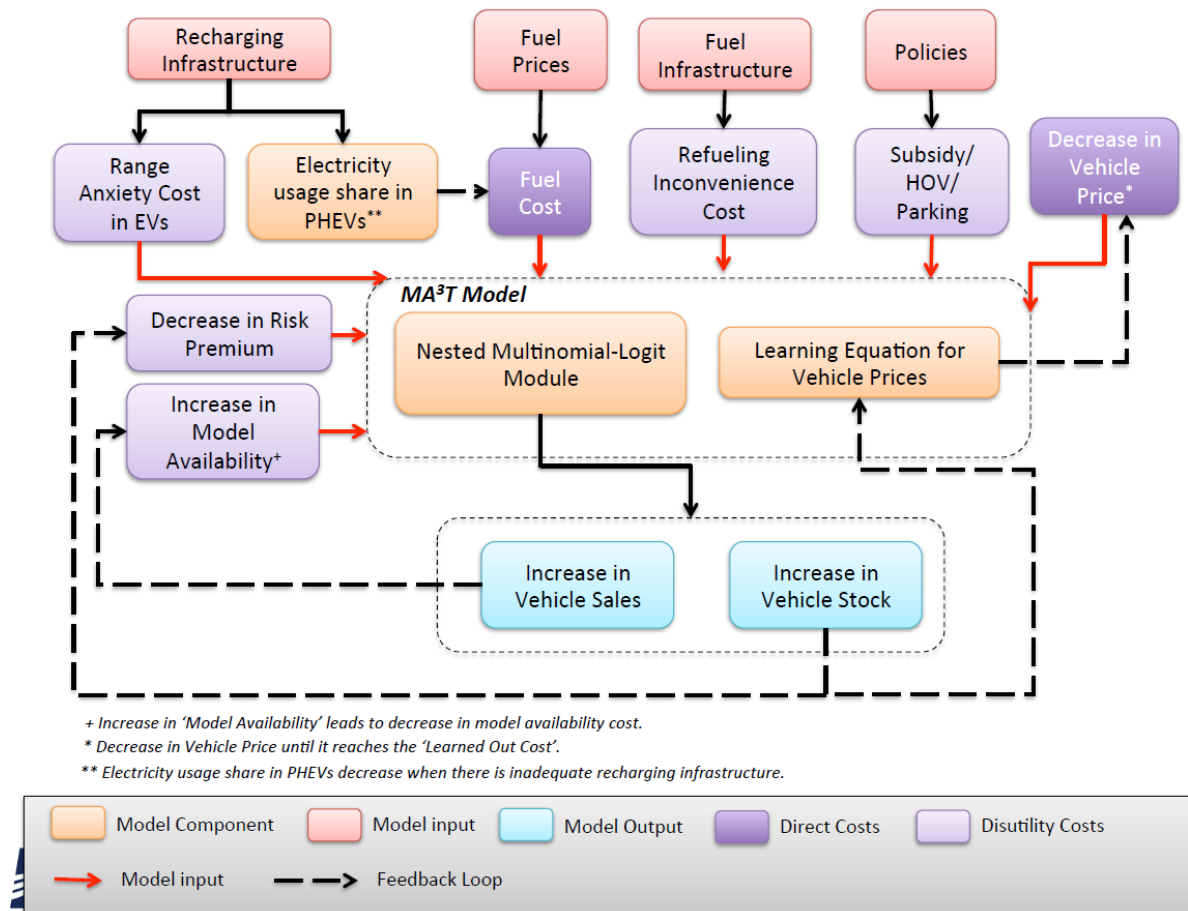 Recharging
Infrastructure
Fuel
Prices
Fuel
Infrastructure
Policies
Range
Anxiety Cost
in EVs
Electricity
usage share in
PHEVs**
Fuel
Cost
Refueling
Inconvenience
Cost
Subsidy/
HOV/
Parking
Decrease in
Vehicle
Price*
MA³T Model
Decrease in Risk
Premium
Nested Multinomial-Logit
Module
Learning Equation for
Vehicle Prices
Increase in
Model
Availability+
Increase in
Vehicle Sales
Increase in
Vehicle Stock
+ Increase in ‘Model Availability’ leads to decrease in model availability cost.
* Decrease in Vehicle Price until it reaches the ‘Learned Out Cost’.
** Electricity usage share in PHEVs decrease when there is inadequate recharging infrastructure.
Model Component
Model input
Model Output
Direct Costs
Disutility Costs
Model input
Feedback Loop